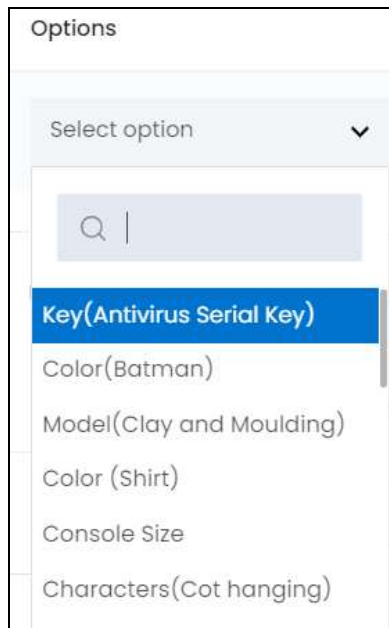 Options
Select option
Key(Antivirus Serial Key)
Color(Batman)
Model(Clay and Moulding)
Color (Shirt)
Console Size
Characters(Cot hanging)